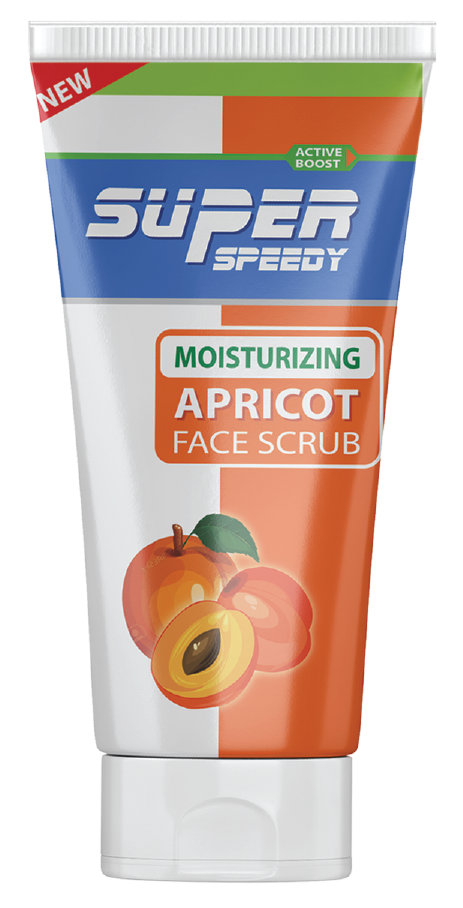 NEW
ACTIVE
BOOST
SUPER
SPEEDY
MOISTURIZING
APRICOT
FACE SCRUB